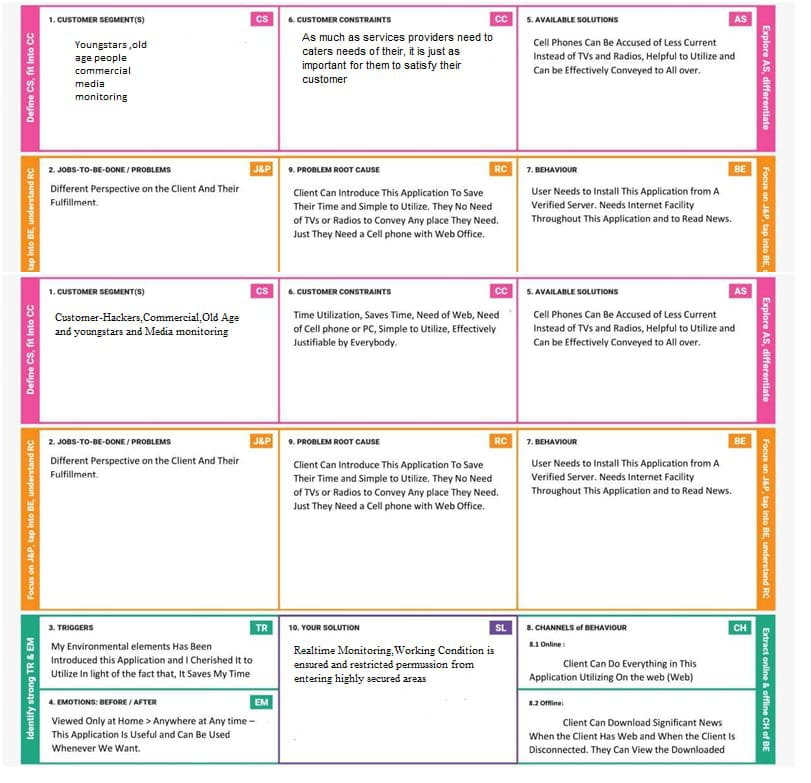 Define CS, fit into CC
1. CUSTOMER SEGMENT(S)
CS
Youngstars ,old
age people
commercial
media
monitoring
6. CUSTOMER CONSTRAINTS
CC
As much as services providers need to
caters needs of their, it is just as
important for them to satisfy their
customer
5. AVAILABLE SOLUTIONS
AS
Cell Phones Can Be Accused of Less Current
Instead of TVs and Radios, Helpful to Utilize and
Can be Effectively Conveyed to All over.
Explore AS, differentiate
tap into BE, understand RC
2. JOBS-TO-BE-DONE / PROBLEMS
J&P
Different Perspective on the Client And Their
Fulfillment.
9. PROBLEM ROOT CAUSE
RC
Client Can Introduce This Application To Save
Their Time and Simple to Utilize. They No Need
of TVs or Radios to Convey Any place They Need.
Just They Need a Cell phone with Web Office.
7. BEHAVIOUR
BE
User Needs to Install This Application from A
Verified Server. Needs Internet Facility
Throughout This Application and to Read News.
Focus on J&P, tap into BE,
Define CS, fit into CC
1. CUSTOMER SEGMENT(S)
CS
Customer-Hackers,Commercial,Old Age
and youngstars and Media monitoring
6. CUSTOMER CONSTRAINTS
CC
Time Utilization, Saves Time, Need of Web, Need
of Cell phone or PC, Simple to Utilize, Effectively
Justifiable by Everybody.
5. AVAILABLE SOLUTIONS
AS
Cell Phones Can Be Accused of Less Current
Instead of TVs and Radios, Helpful to Utilize and
Can be Effectively Conveyed to All over.
Explore AS, differentiate
Focus on J&P, tap into BE, understand RC
2. JOBS-TO-BE-DONE / PROBLEMS
J&P
Different Perspective on the Client And Their
Fulfillment.
9. PROBLEM ROOT CAUSE
RC
Client Can Introduce This Application To Save
Their Time and Simple to Utilize. They No Need
of TVs or Radios to Convey Any place They Need.
Just They Need a Cell phone with Web Office.
7. BEHAVIOUR
BE
User Needs to Install This Application from A
Verified Server. Needs Internet Facility
Throughout This Application and to Read News.
Focus on J&P, tap into BE, understand RC
Identify strong TR & EM
3. TRIGGERS
TR
My Environmental elements Has Been
Introduced this Application and I Cherished It to
Utilize In light of the fact that, It Saves My Time
4. EMOTIONS: BEFORE / AFTER
EM
Viewed Only at Home > Anywhere at Any time –
This Application Is Useful and Can Be Used
Whenever We Want.
10. YOUR SOLUTION
SL
Realtime Monitoring,Working Condition is
ensured and restricted permussion from
entering highly secured areas
8. CHANNELS of BEHAVIOUR
CH
8.1 Online :
Client Can Do Everything in This
Application Utilizing On the web (Web)
8.2 Offline:
Client Can Download Significant News
When the Client Has Web and When the Client Is
Disconnected. They Can View the Downloaded
Extract online & offline CH of BE